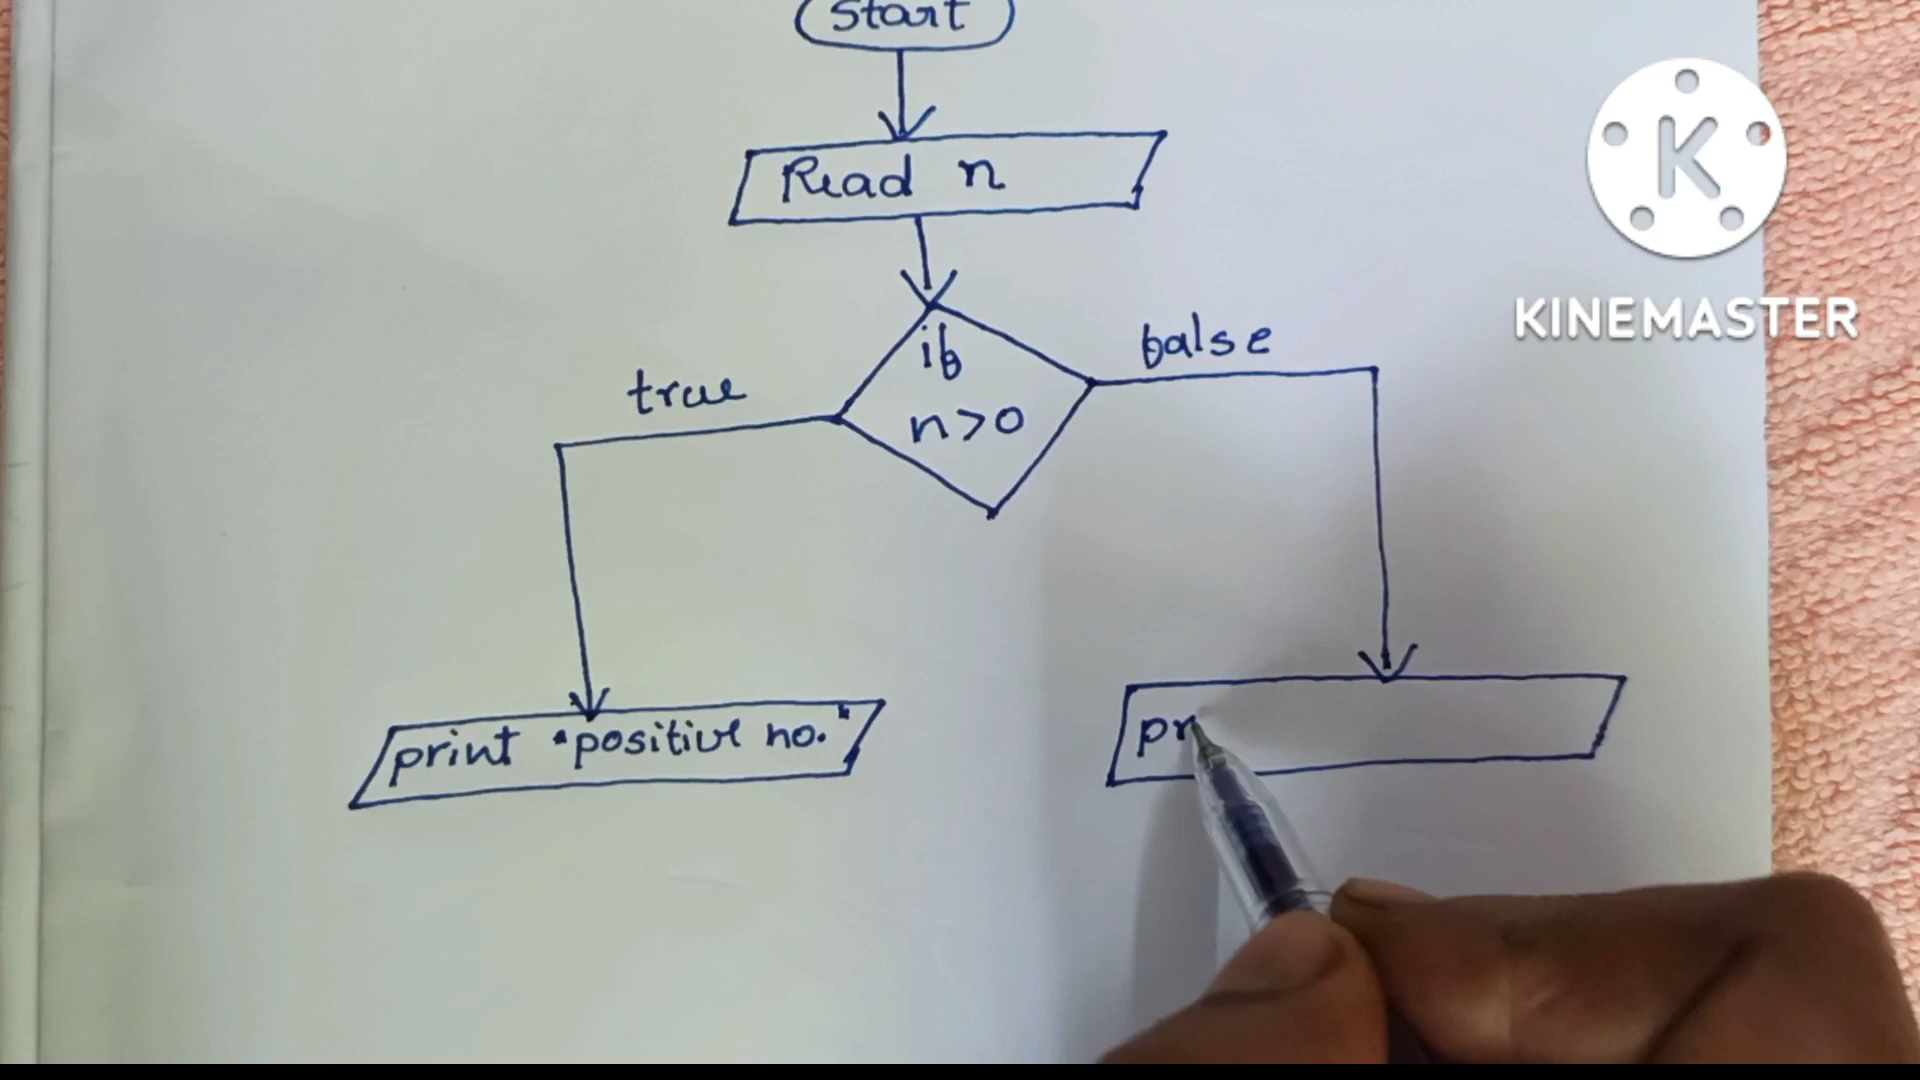 Start
Read n
if
n>0
true
false
print "positive no."
pr
K
KINEMASTER